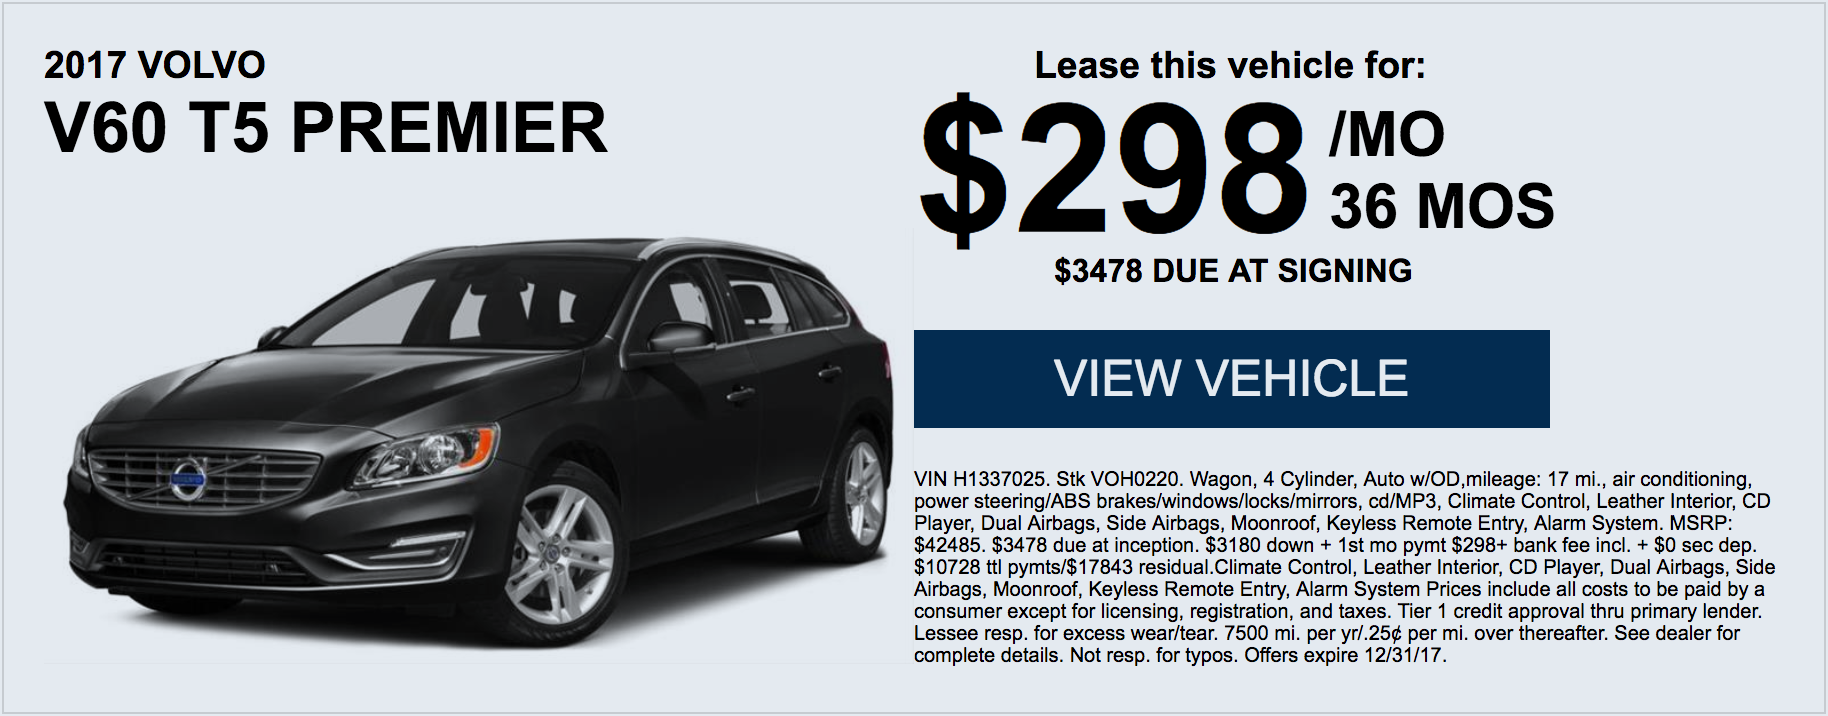 2017 VOLVO
V60 T5 PREMIER
Lease this vehicle for:
$298 /MO
36 MOS
$3478 DUE AT SIGNING
VIEW VEHICLE
VIN H1337025. Stk VOH0220. Wagon, 4 Cylinder, Auto w/OD,mileage: 17 mi., air conditioning,
power steering/ABS brakes/windows/locks/mirrors, cd/MP3, Climate Control, Leather Interior, CD
Player, Dual Airbags, Side Airbags, Moonroof, Keyless Remote Entry, Alarm System. MSRP:
$42485. $3478 due at inception. $3180 down + 1st mo pymt $298+ bank fee incl. + $0 sec dep.
$10728 ttl pymts/$17843 residual.Climate Control, Leather Interior, CD Player, Dual Airbags, Side
Airbags, Moonroof, Keyless Remote Entry, Alarm System Prices include all costs to be paid by a
consumer except for licensing, registration, and taxes. Tier 1 credit approval thru primary lender.
Lessee resp. for excess wear/tear. 7500 mi. per yr/.25¢ per mi. over thereafter. See dealer for
complete details. Not resp. for typos. Offers expire 12/31/17.